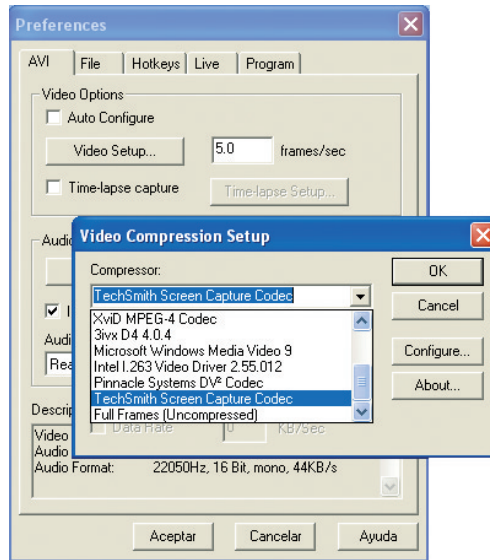 Preferences
AVI File Hotkeys Live Program
Video Options
Auto Configure
Video Setup... 5.0 frames/sec
Time-lapse capture Time-lapse Setup...
Video Compression Setup
Compressor:
TechSmith Screen Capture Codec
OK
XviD MPEG-4 Codec
3ivx D4 4.0.4
Microsoft Windows Media Video 9
Intel I.263 Video Driver 2.55.012
Pinnacle Systems DV² Codec
TechSmith Screen Capture Codec
Full Frames (Uncompressed)
Cancel
Configure...
About...
Data Rate 0 KB/Sec
Video
Audio
Audio Format: 22050Hz, 16 Bit, mono, 44KB/s
Aceptar Cancelar Ayuda